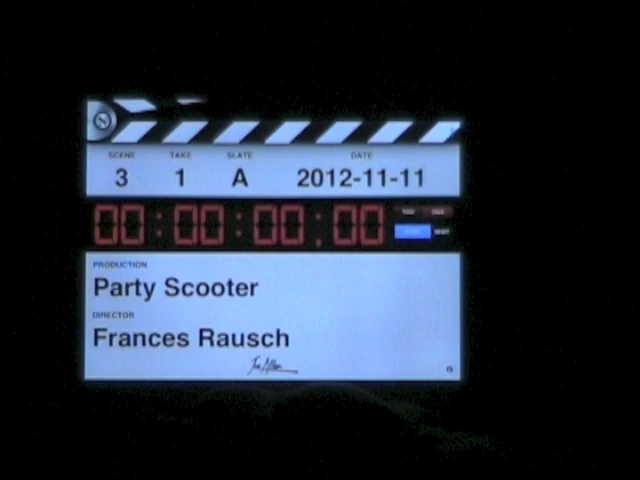 SCENE TAKE SLATE DATE
3 1 A 2012-11-11
00:00:00.00
PRODUCTION
Party Scooter
DIRECTOR
Frances Rausch